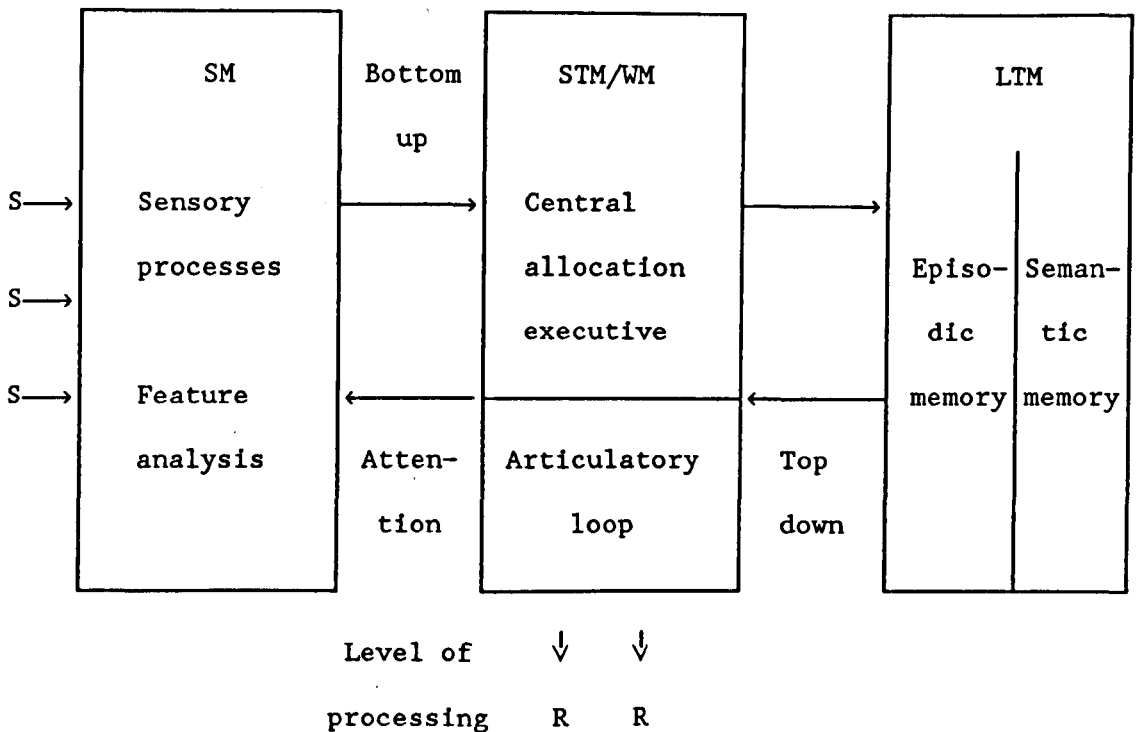 SM
Bottom
up
STM/WM
LTM
S
S
S
Sensory
processes
Feature
analysis
Atten-
tion
Central
allocation
executive
Articulatory
loop
Top
down
Episo-
dic
memory
Seman-
tic
memory
Level of
processing
R R